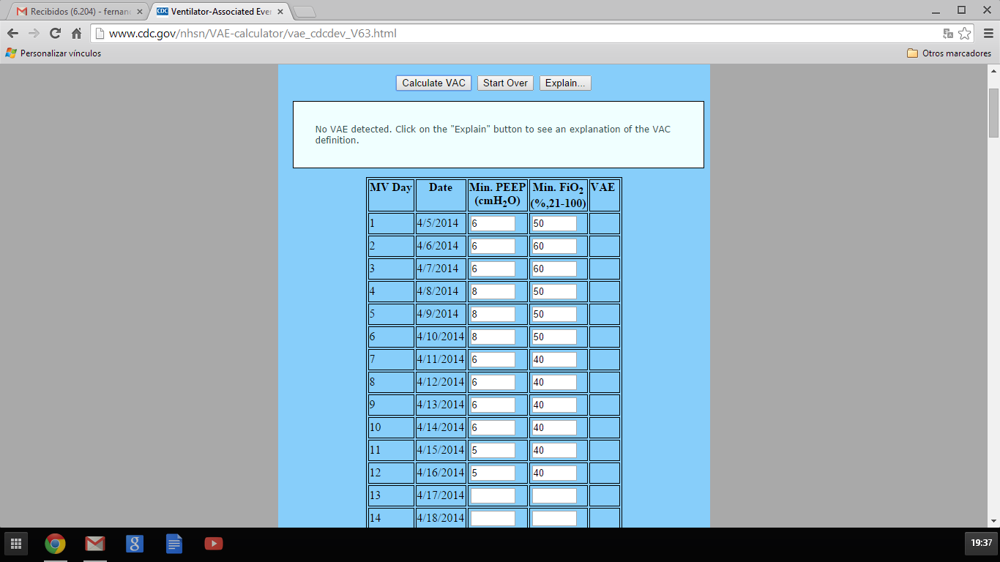 Recibidos (6.204) - fernan
Ventilator-Associated Eve
www.cdc.gov/nhsn/VAE-calculator/vae_cdcdev_V63.html
Personalizar vínculos
Otros marcadores
Calculate VAC Start Over Explain...
No VAE detected. Click on the "Explain" button to see an explanation of the VAC
definition.
MV Day Date Min. PEEP (cmH2O) Min. FiO2 (%,21-100) VAE
1 4/5/2014 6 50
2 4/6/2014 6 60
3 4/7/2014 6 60
4 4/8/2014 8 50
5 4/9/2014 8 50
6 4/10/2014 8 50
7 4/11/2014 6 40
8 4/12/2014 6 40
9 4/13/2014 6 40
10 4/14/2014 6 40
11 4/15/2014 5 40
12 4/16/2014 5 40
13 4/17/2014
14 4/18/2014
19:37